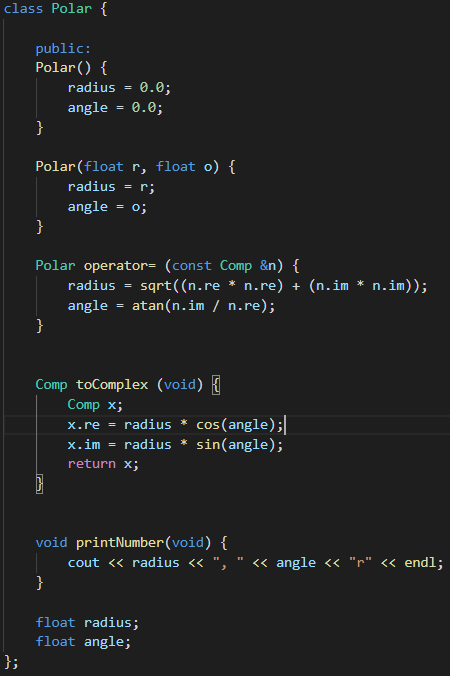 class Polar {
public:
Polar() {
radius = 0.0;
angle = 0.0;
}
Polar(float r, float o) {
radius = r;
angle = o;
}
Polar operator= (const Comp &n) {
radius = sqrt((n.re * n.re) + (n.im * n.im));
angle = atan(n.im / n.re);
}
Comp toComplex (void) {
Comp x;
x.re = radius * cos(angle);
x.im = radius * sin(angle);
return x;
}
void printNumber(void) {
cout << radius << ", " << angle << "r" << endl;
}
float radius;
float angle;
};